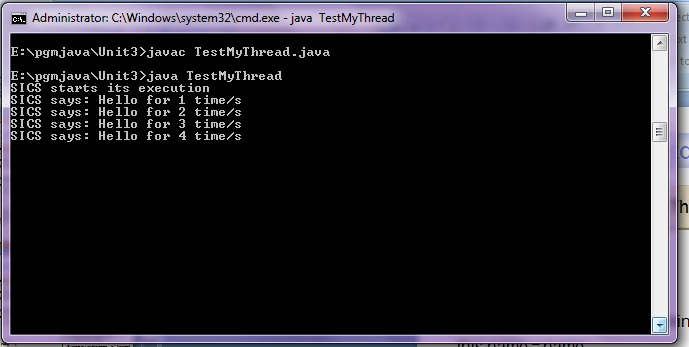 Administrator: C:\Windows\system32\cmd.exe - java  TestMyThread
E:\pgmjava\Unit3>javac TestMyThread.java
E:\pgmjava\Unit3>java TestMyThread
SICS starts its execution
SICS says: Hello for 1 time/s
SICS says: Hello for 2 time/s
SICS says: Hello for 3 time/s
SICS says: Hello for 4 time/s